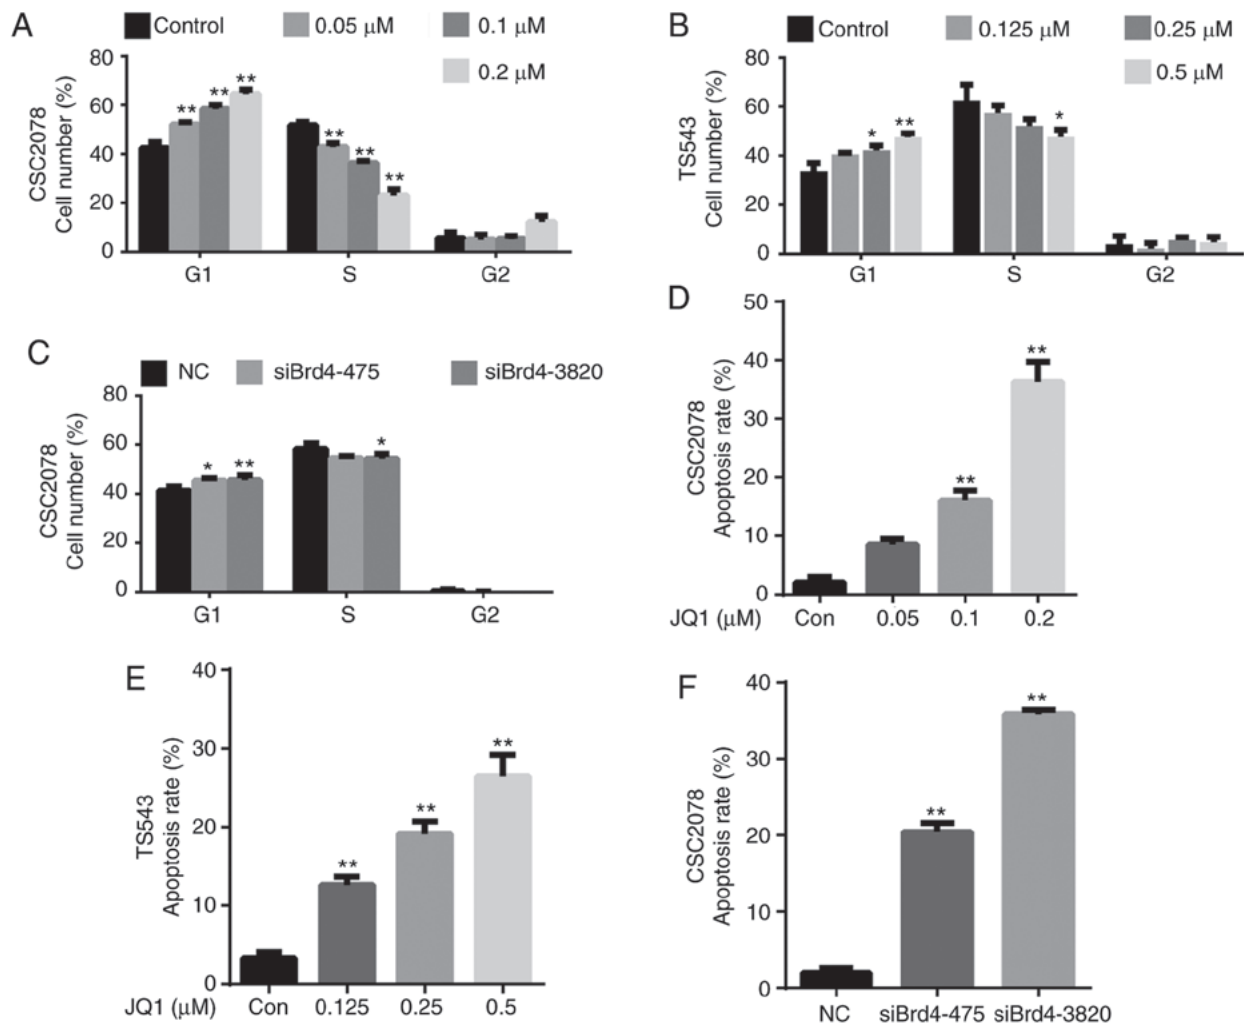 A
Control
0.05 μM
0.1 μM
0.2 μM
CSC2078
Cell number (%)
80
60
40
20
0
**
**
**
**
**
**
G1
S
G2
B
Control
0.125 μM
0.25 μM
0.5 μM
TS543
Cell number (%)
80
60
40
20
0
*
**
*
G1
S
G2
C
NC
siBrd4-475
siBrd4-3820
CSC2078
Cell number (%)
80
60
40
20
0
*
**
*
G1
S
G2
D
CSC2078
Apoptosis rate (%)
50
40
30
20
10
0
**
**
JQ1 (μM)
Con
0.05
0.1
0.2
E
TS543
Apoptosis rate (%)
40
30
20
10
0
**
**
**
JQ1 (μM)
Con
0.125
0.25
0.5
F
CSC2078
Apoptosis rate (%)
40
30
20
10
0
**
**
NC
siBrd4-475
siBrd4-3820